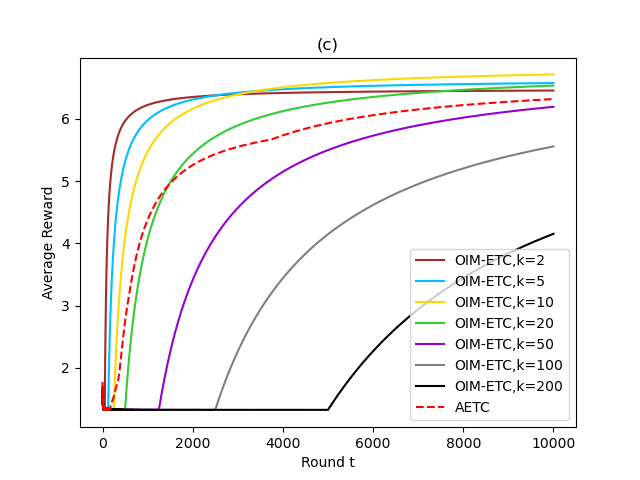 (c)
Average Reward
6
5
4
3
2
0
2000
4000
6000
8000
10000
Round t
OIM-ETC,k=2
OIM-ETC,k=5
OIM-ETC,k=10
OIM-ETC,k=20
OIM-ETC,k=50
OIM-ETC,k=100
OIM-ETC,k=200
AETC